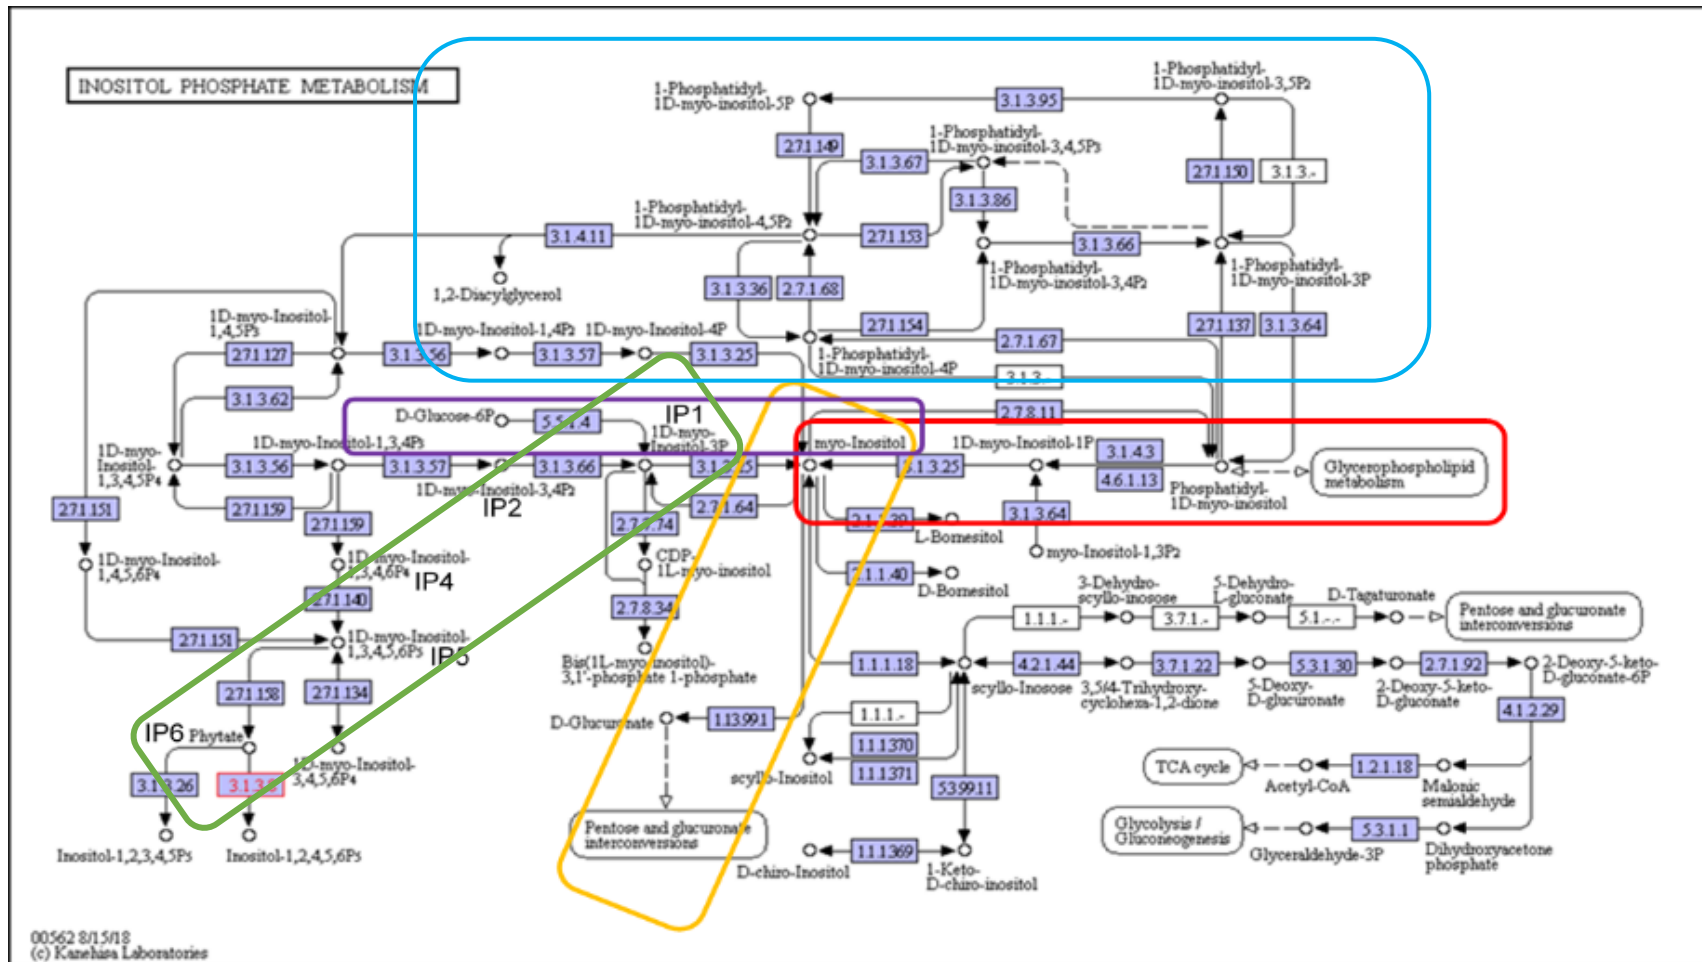 INOSITOL PHOSPHATE METABOLISM
1-Phosphatidyl-
1D-myo-inositol-5P
3.1.3.95
1-Phosphatidyl-
1D-myo-inositol-3,5P2
2.7.1.149
1-Phosphatidyl-
1D-myo-inositol-3,4,5P3
3.1.3.67
3.1.3.86
2.7.1.150
3.1.3.-
1-Phosphatidyl-
1D-myo-inositol-4,5P2
3.1.4.11
2.7.1.153
3.1.3.66
1,2-Diacylglycerol
3.1.3.36
2.7.1.68
1-Phosphatidyl-
1D-myo-inositol-3,4P2
1-Phosphatidyl-
1D-myo-inositol-3P
1D-myo-Inositol-
1,4,5P3
1D-myo-Inositol-1,4P2
1D-myo-Inositol-4P
2.7.1.154
2.7.1.137
3.1.3.64
2.7.1.127
3.1.3.56
3.1.3.57
3.1.3.25
1-Phosphatidyl-
1D-myo-inositol-4P
2.7.1.67
3.1.3.-
3.1.3.62
D-Glucose-6P
5.5.1.4
IP1
2.7.8.11
1D-myo-
Inositol-
1,3,4,5P4
1D-myo-Inositol-1,3,4P3
1D-myo-
Inositol-3P
myo-Inositol
1D-myo-Inositol-1P
3.1.4.3
3.1.3.56
3.1.3.57
3.1.3.66
3.1.3.25
3.1.3.25
4.6.1.13
Glycerophospholipid
metabolism
1D-myo-Inositol-3,4P2
IP2
Phosphatidyl-
1D-myo-inositol
2.7.1.151
2.7.1.159
2.7.1.159
2.7.7.74
2.7.1.64
2.1.1.39
L-Bornesitol
3.1.3.64
myo-Inositol-1,3P2
1D-myo-Inositol-
1,4,5,6P4
1D-myo-Inositol-
1,3,4,6P4
IP4
CDP-
1L-myo-inositol
2.1.1.40
D-Bornesitol
2.7.1.140
2.7.8.34
3-Dehydro-
scyllo-inosose
5-Dehydro-
L-gluconate
D-Tagaturonate
1.1.1.-
3.7.1.-
5.1.-.-
Pentose and glucuronate
interconversions
2.7.1.151
1D-myo-Inositol-
1,3,4,5,6P5
IP5
Bis(1L-myo-inositol)-
3,1'-phosphate 1-phosphate
1.1.1.18
4.2.1.44
3.7.1.22
5.3.1.30
2.7.1.92
2-Deoxy-5-keto-
D-gluconate-6P
scyllo-Inosose
3,5/4-Trihydroxy-
cyclohexa-1,2-dione
5-Deoxy-
D-glucuronate
2-Deoxy-5-keto-
D-gluconate
2.7.1.158
2.7.1.134
D-Glucuronate
1.13.99.1
1.1.1.-
4.1.2.29
IP6
Phytate
1.1.1.370
1.1.1.371
scyllo-Inositol
3.1.3.26
3.1.3.8
1D-myo-Inositol-
3,4,5,6P4
5.3.99.11
TCA cycle
Acetyl-CoA
1.2.1.18
Malonic
semialdehyde
Pentose and glucuronate
interconversions
Glycolysis /
Gluconeogenesis
Glyceraldehyde-3P
5.3.1.1
Dihydroxyacetone
phosphate
Inositol-1,2,3,4,5P5
Inositol-1,2,4,5,6P5
D-chiro-Inositol
1.1.1.369
1-Keto-
D-chiro-inositol
00562 8/15/18
(c) Kanehisa Laboratories